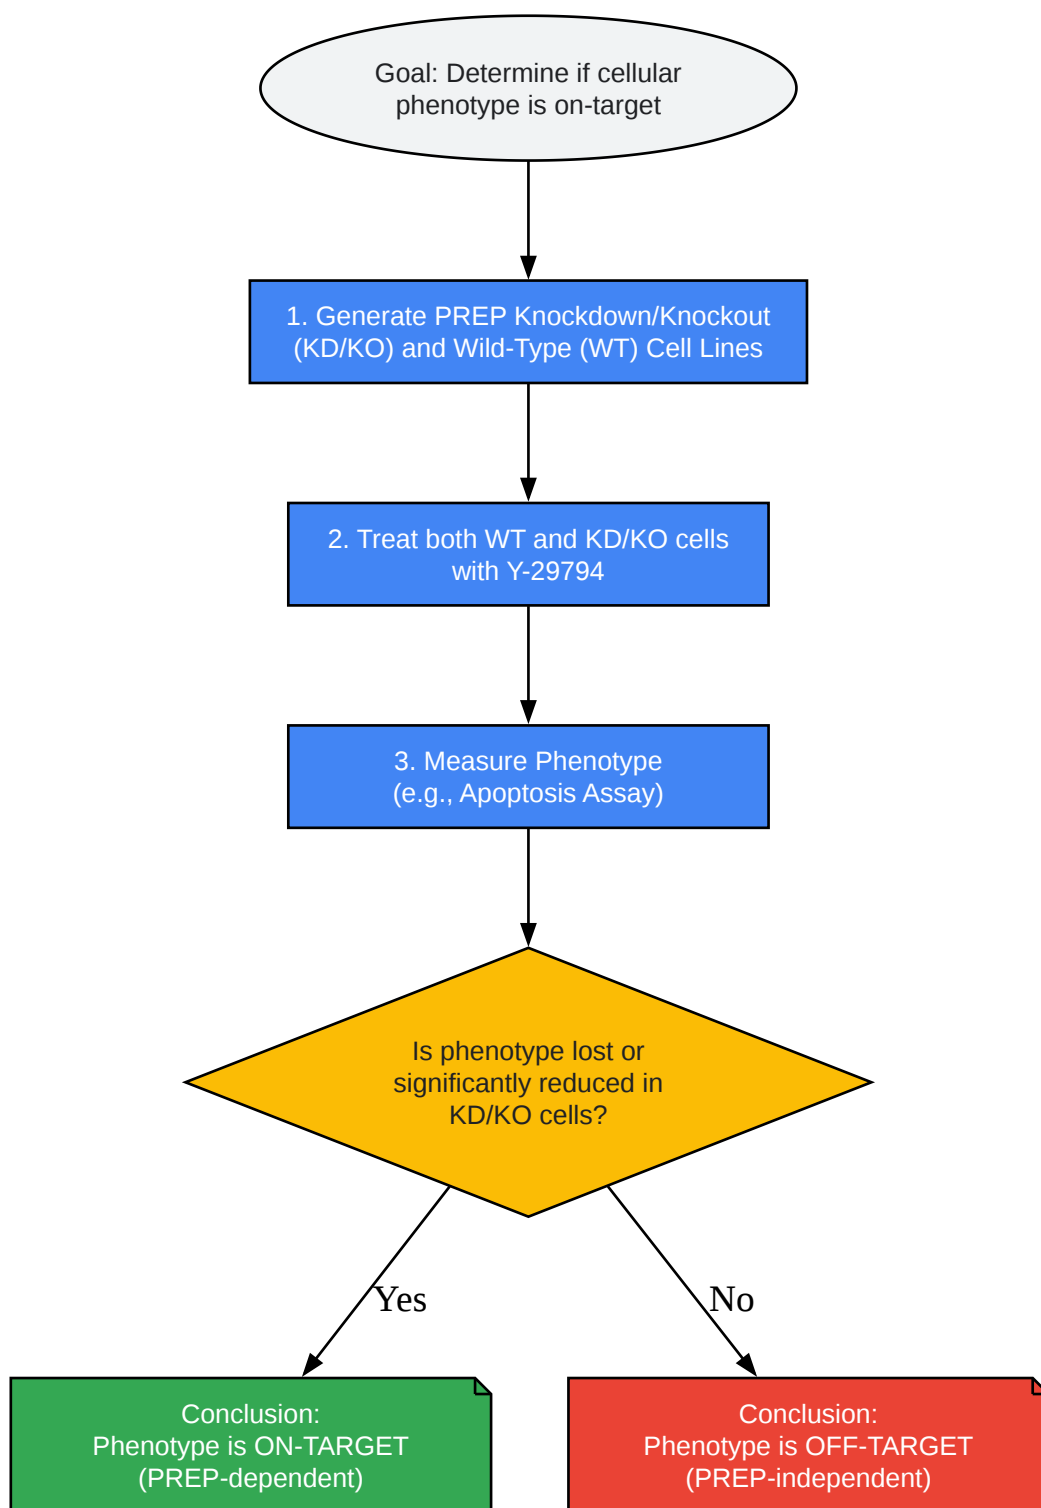 Goal: Determine if cellular
phenotype is on-target
1. Generate PREP Knockdown/Knockout
(KD/KO) and Wild-Type (WT) Cell Lines
2. Treat both WT and KD/KO cells
with Y-29794
3. Measure Phenotype
(e.g., Apoptosis Assay)
Is phenotype lost or
significantly reduced in
KD/KO cells?
Yes
No
Conclusion:
Phenotype is ON-TARGET
(PREP-dependent)
Conclusion:
Phenotype is OFF-TARGET
(PREP-independent)